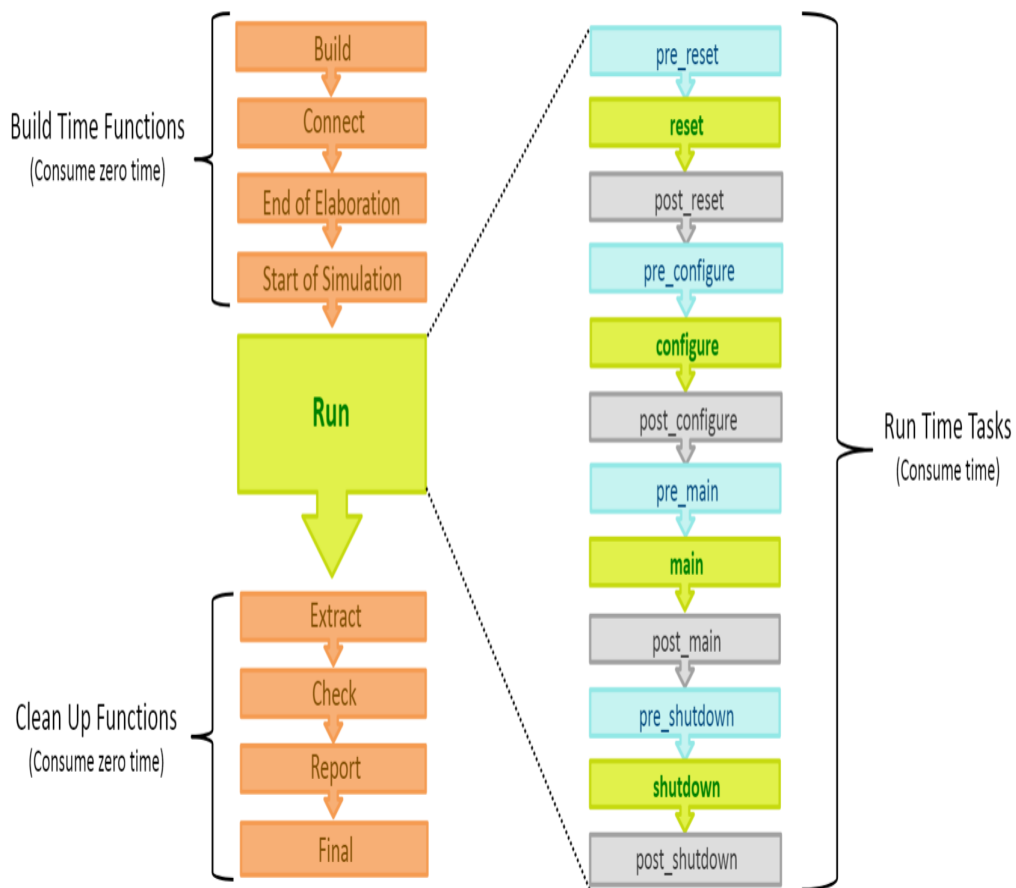 Build Time Functions
(Consume zero time)
Build
Connect
End of Elaboration
Start of Simulation
Run
Clean Up Functions
(Consume zero time)
Extract
Check
Report
Final
pre_reset
reset
post_reset
pre_configure
configure
post_configure
pre_main
main
post_main
pre_shutdown
shutdown
post_shutdown
Run Time Tasks
(Consume time)